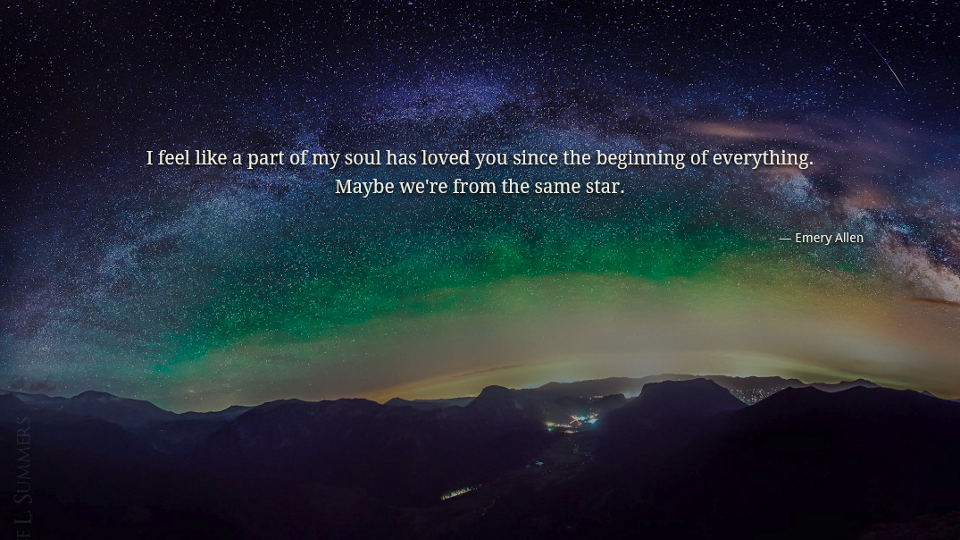 I feel like a part of my soul has loved you since the beginning of everything.
Maybe we're from the same star.
— Emery Allen
E L. SUMMERS